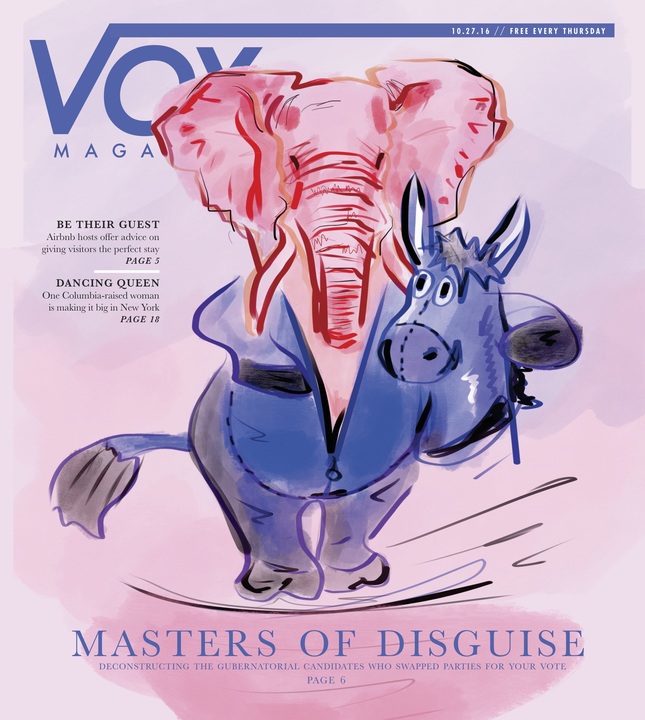 10.27.16 // FREE EVERY THURSDAY
VOX
MAGA
BE THEIR GUEST
Airbnb hosts offer advice on
giving visitors the perfect stay
PAGE 5
DANCING QUEEN
One Columbia-raised woman
is making it big in New York
PAGE 18
MASTERS OF DISGUISE
DECONSTRUCTING THE GUBERNATORIAL CANDIDATES WHO SWAPPED PARTIES FOR YOUR VOTE
PAGE 6